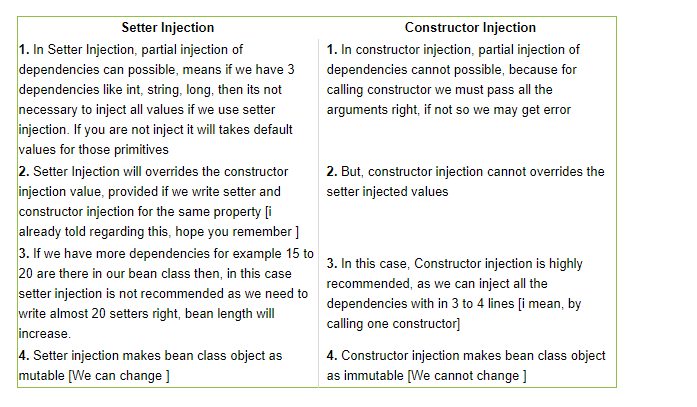 Setter Injection
Constructor Injection
1. In Setter Injection, partial injection of
dependencies can possible, means if we have 3
dependencies like int, string, long, then its not
necessary to inject all values if we use setter
injection. If you are not inject it will takes default
values for those primitives
1. In constructor injection, partial injection of
dependencies cannot possible, because for
calling constructor we must pass all the
arguments right, if not so we may get error
2. Setter Injection will overrides the constructor
injection value, provided if we write setter and
constructor injection for the same property [i
already told regarding this, hope you remember ]
2. But, constructor injection cannot overrides the
setter injected values
3. If we have more dependencies for example 15 to
20 are there in our bean class then, in this case
setter injection is not recommended as we need to
write almost 20 setters right, bean length will
increase.
3. In this case, Constructor injection is highly
recommended, as we can inject all the
dependencies with in 3 to 4 lines [i mean, by
calling one constructor]
4. Setter injection makes bean class object as
mutable [We can change ]
4. Constructor injection makes bean class object
as immutable [We cannot change ]